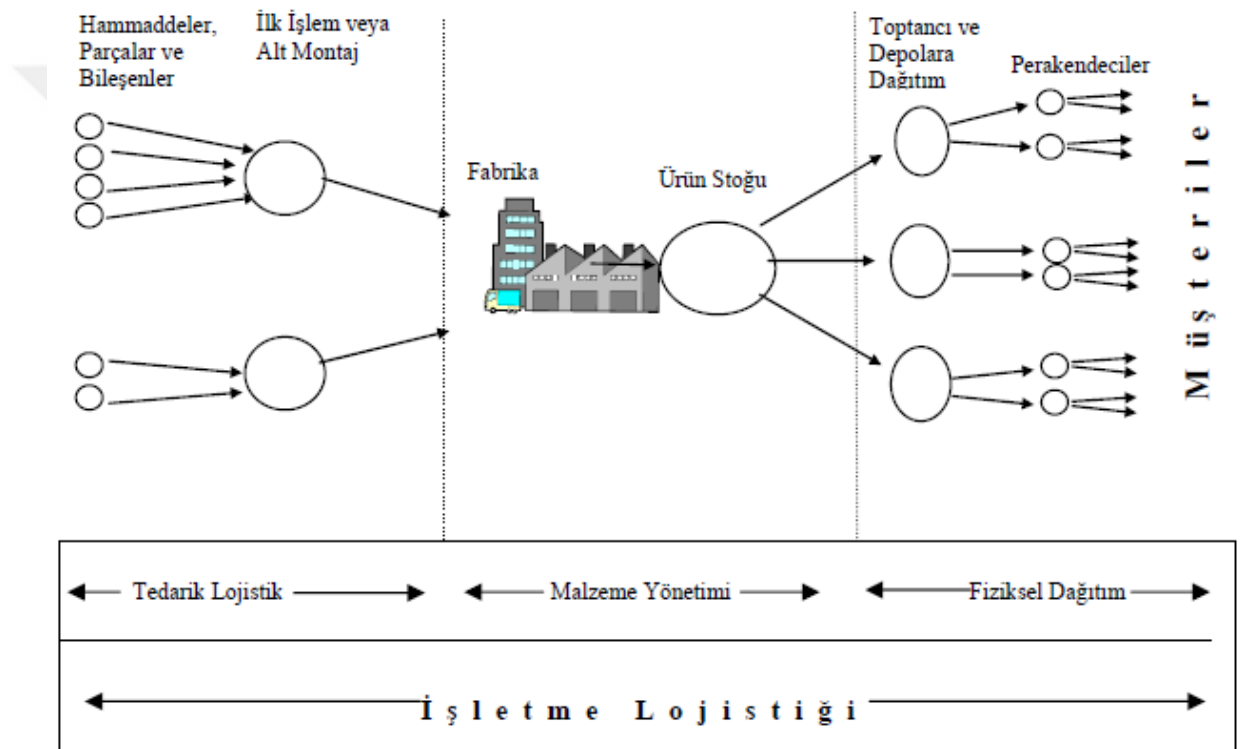 Hammaddeler,
Parçalar ve
Bileşenler
İlk İşlem veya
Alt Montaj
Fabrika
Ürün Stoğu
Toptancı ve
Depolara
Dağıtım
Perakendeciler
Müşteriler
Tedarik Lojistik
Malzeme Yönetimi
Fiziksel Dağıtım
İşletme Lojistiği